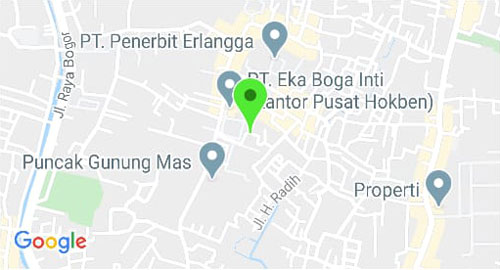 PT. Penerbit Erlangga
Jl. Raya Bogor
PT. Eka Boga Inti
antor Pusat Hokben)
Puncak Gunung Mas
Properti
Jl. H. Radih
Google